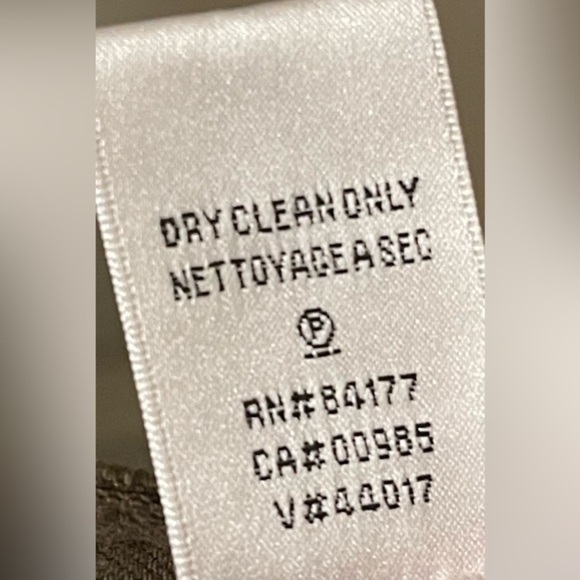 DRY CLEAN ONLY
NETTOYAGE A SEC
P
RN#84177
CA#00985
V#44017